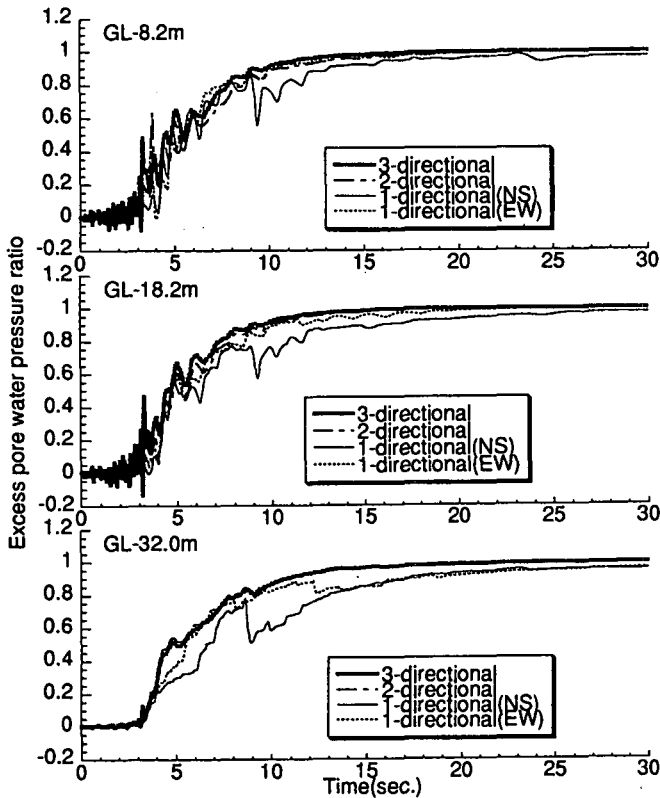 GL-8.2m
1.2
1
0.8
0.6
0.4
0.2
0
-0.2
0 5 10 15 20 25 30
3-directional
2-directional
1-directional(NS)
1-directional(EW)
GL-18.2m
1.2
1
0.8
0.6
0.4
0.2
0
-0.2
0 5 10 15 20 25 30
3-directional
2-directional
1-directional(NS)
1-directional(EW)
Excess pore water pressure ratio
GL-32.0m
1.2
1
0.8
0.6
0.4
0.2
0
-0.2
0 5 10 15 20 25 30
3-directional
2-directional
1-directional(NS)
1-directional(EW)
Time(sec.)